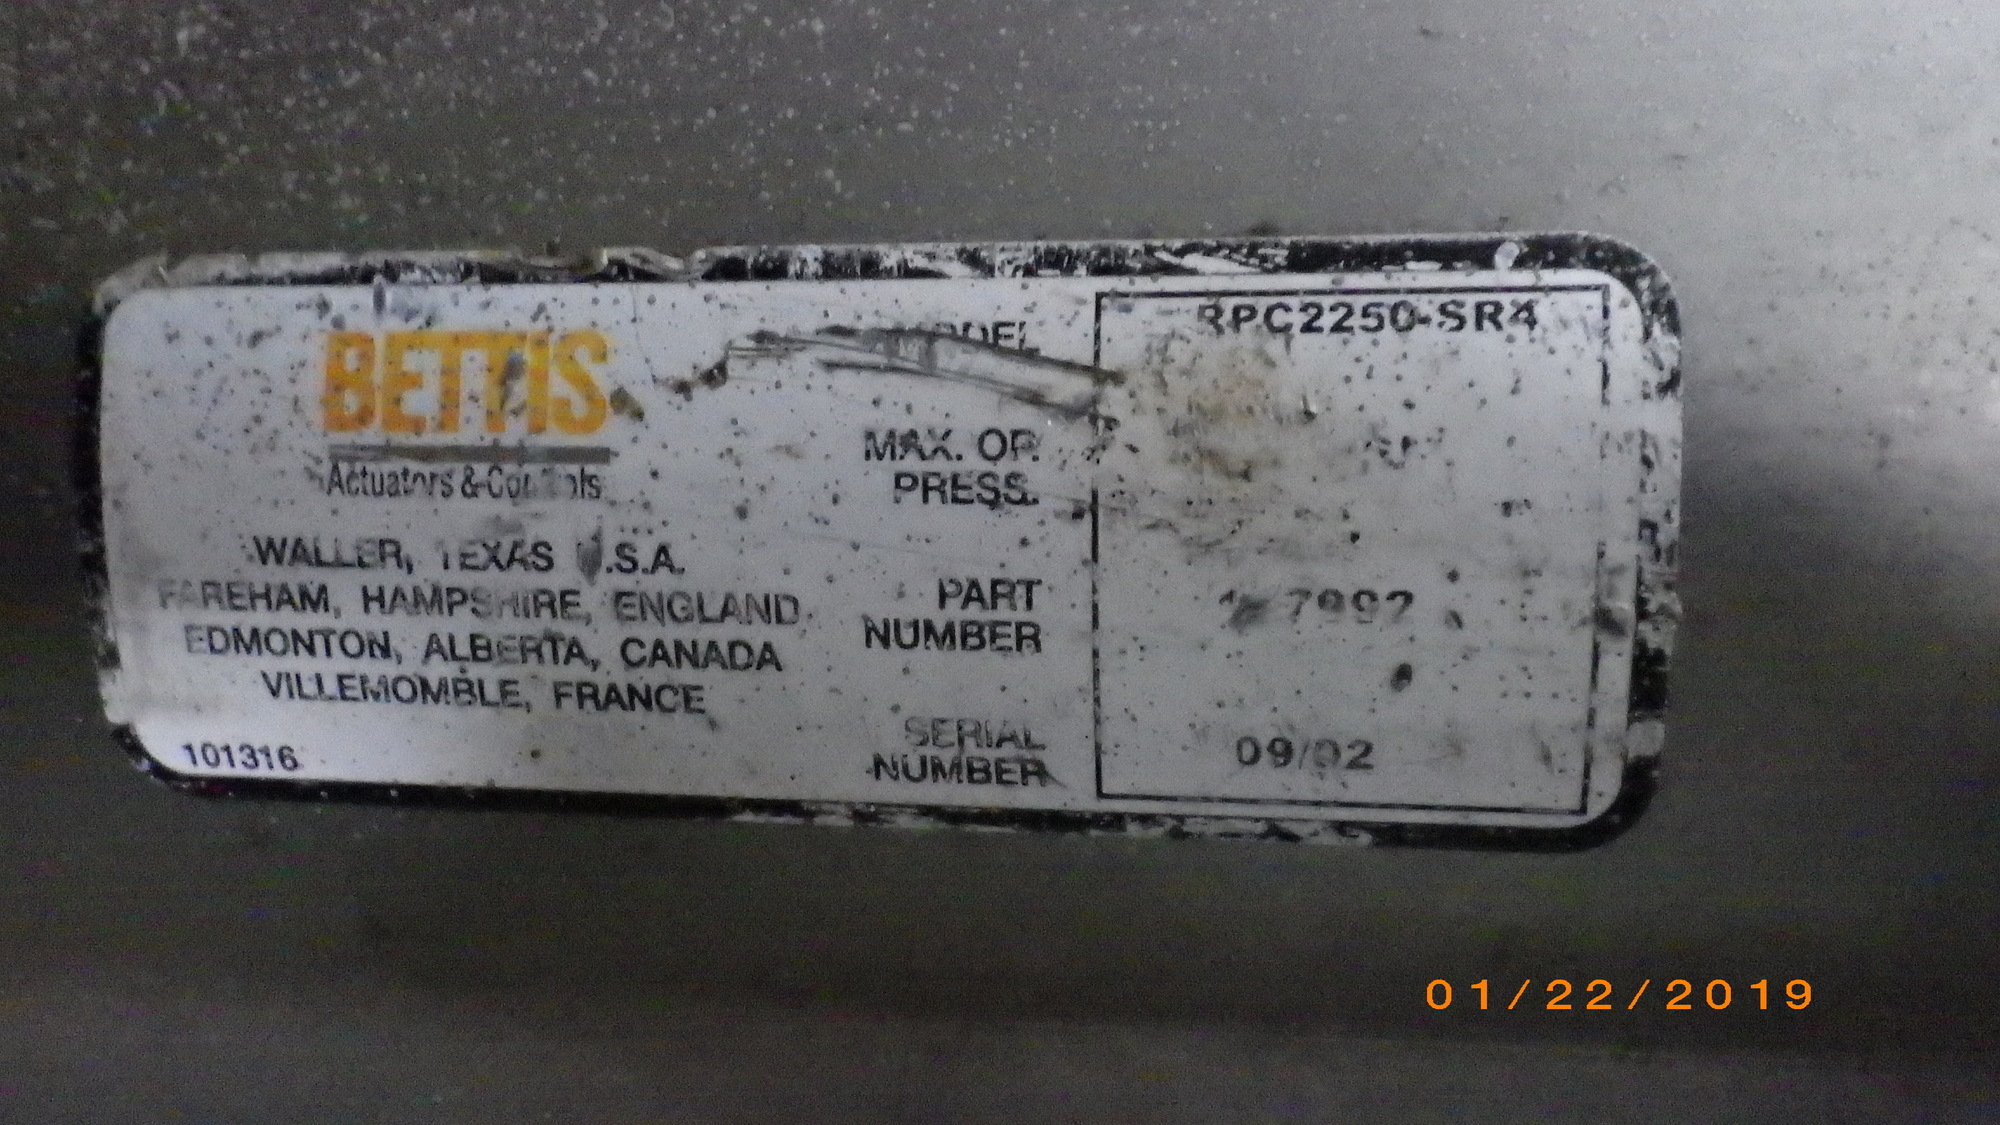 BETTIS
Actuators & Controls
WALLER, TEXAS U.S.A.
FAREHAM, HAMPSHIRE, ENGLAND
EDMONTON, ALBERTA, CANADA
VILLEMOMBLE, FRANCE
101316
MODEL
RPC2250-SR4
MAX. OP.
PRESS.
PART
NUMBER
SERIAL
NUMBER
09/02
01/22/2019